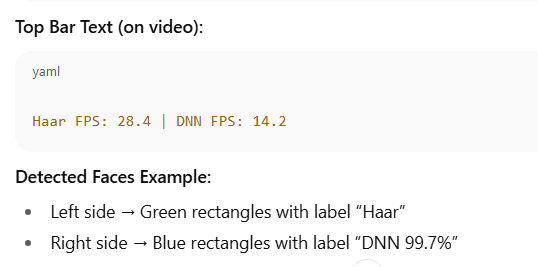 Top Bar Text (on video):
yaml
Haar FPS: 28.4 | DNN FPS: 14.2
Detected Faces Example:
• Left side → Green rectangles with label “Haar”
• Right side → Blue rectangles with label “DNN 99.7%”